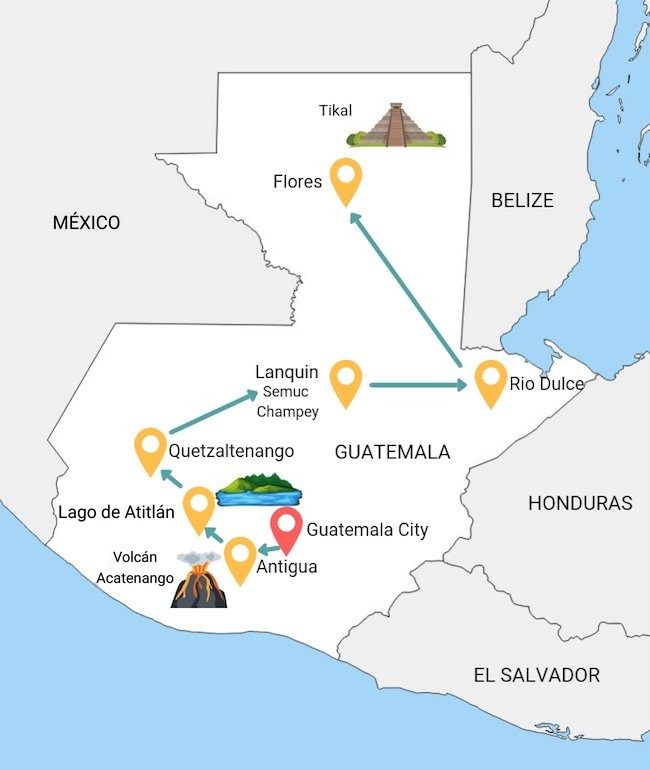 Tikal
Flores
BELIZE
MÉXICO
Lanquin
Semuc
Champey
Rio Dulce
Quetzaltenango
GUATEMALA
Lago de Atitlán
HONDURAS
Guatemala City
Volcán
Acatenango
Antigua
EL SALVADOR